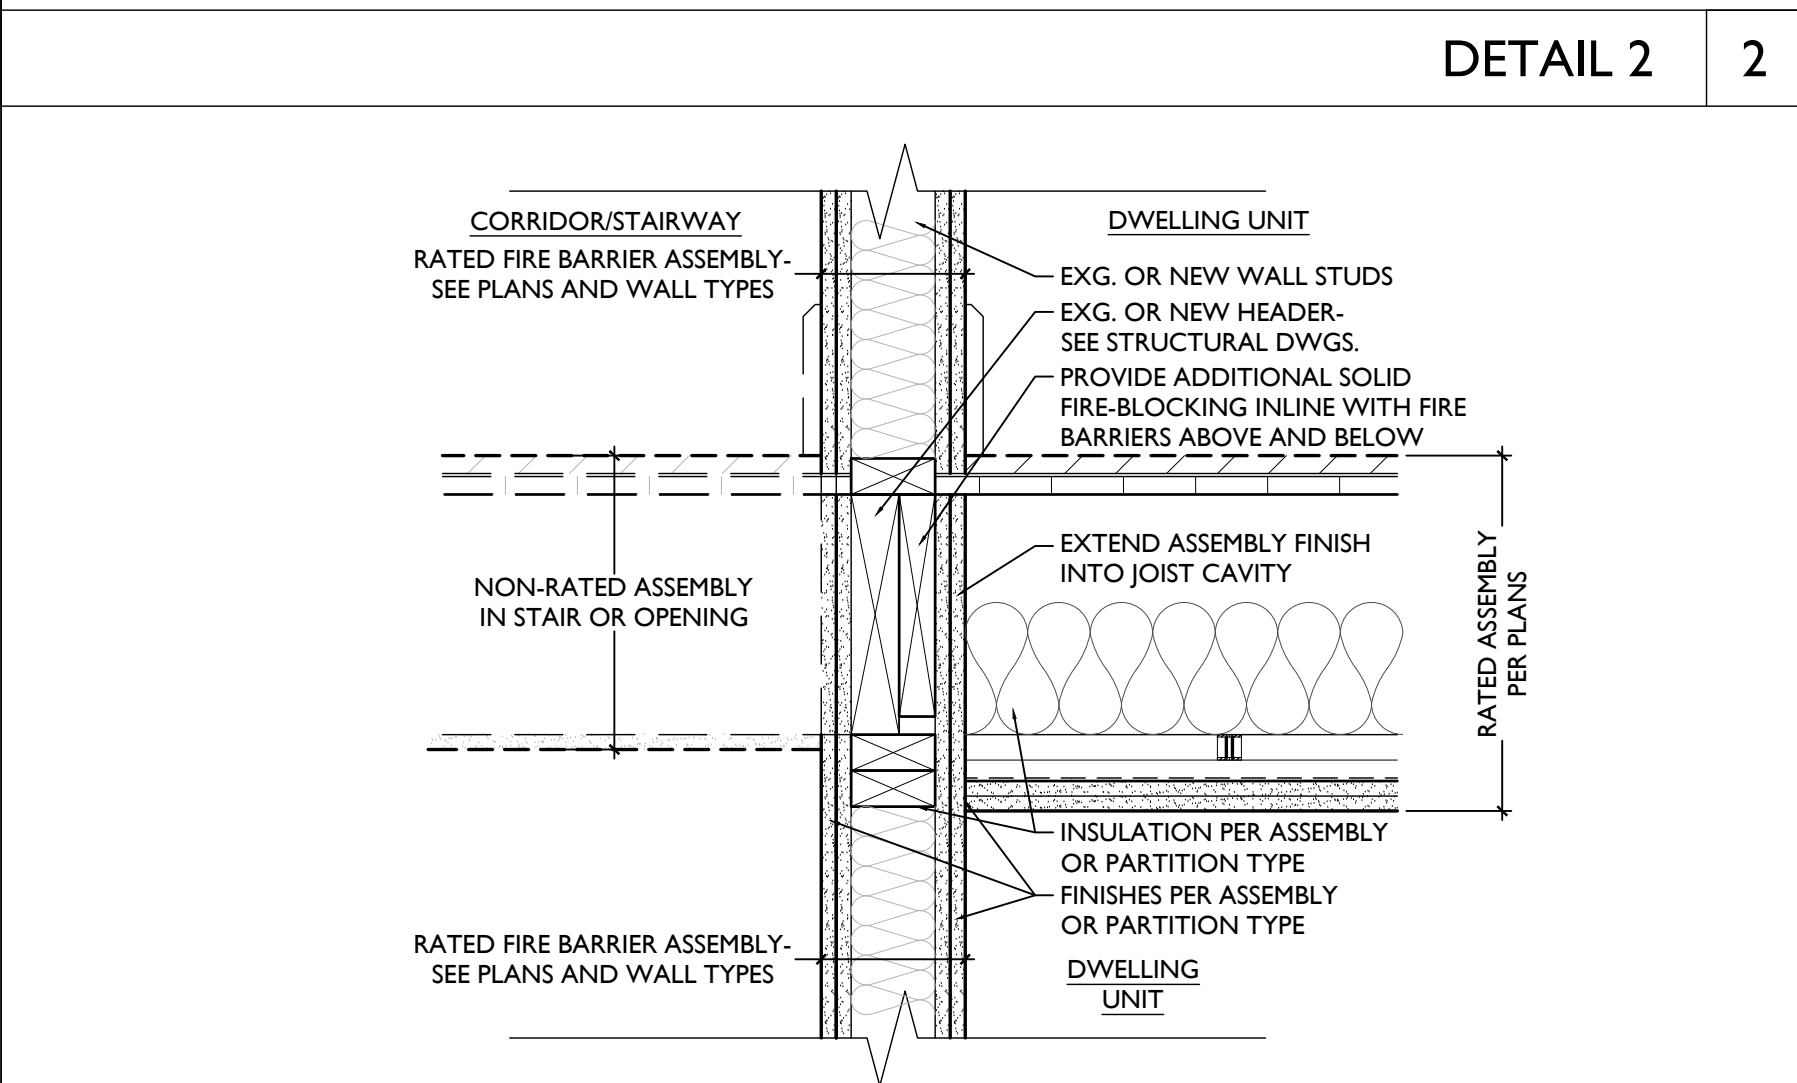 DETAIL 2
2
CORRIDOR/STAIRWAY
RATED FIRE BARRIER ASSEMBLY-
SEE PLANS AND WALL TYPES
DWELLING UNIT
EXG. OR NEW WALL STUDS
EXG. OR NEW HEADER-
SEE STRUCTURAL DWGS.
PROVIDE ADDITIONAL SOLID
FIRE-BLOCKING INLINE WITH FIRE
BARRIERS ABOVE AND BELOW
NON-RATED ASSEMBLY
IN STAIR OR OPENING
EXTEND ASSEMBLY FINISH
INTO JOIST CAVITY
RATED ASSEMBLY
PER PLANS
INSULATION PER ASSEMBLY
OR PARTITION TYPE
FINISHES PER ASSEMBLY
OR PARTITION TYPE
RATED FIRE BARRIER ASSEMBLY-
SEE PLANS AND WALL TYPES
DWELLING
UNIT